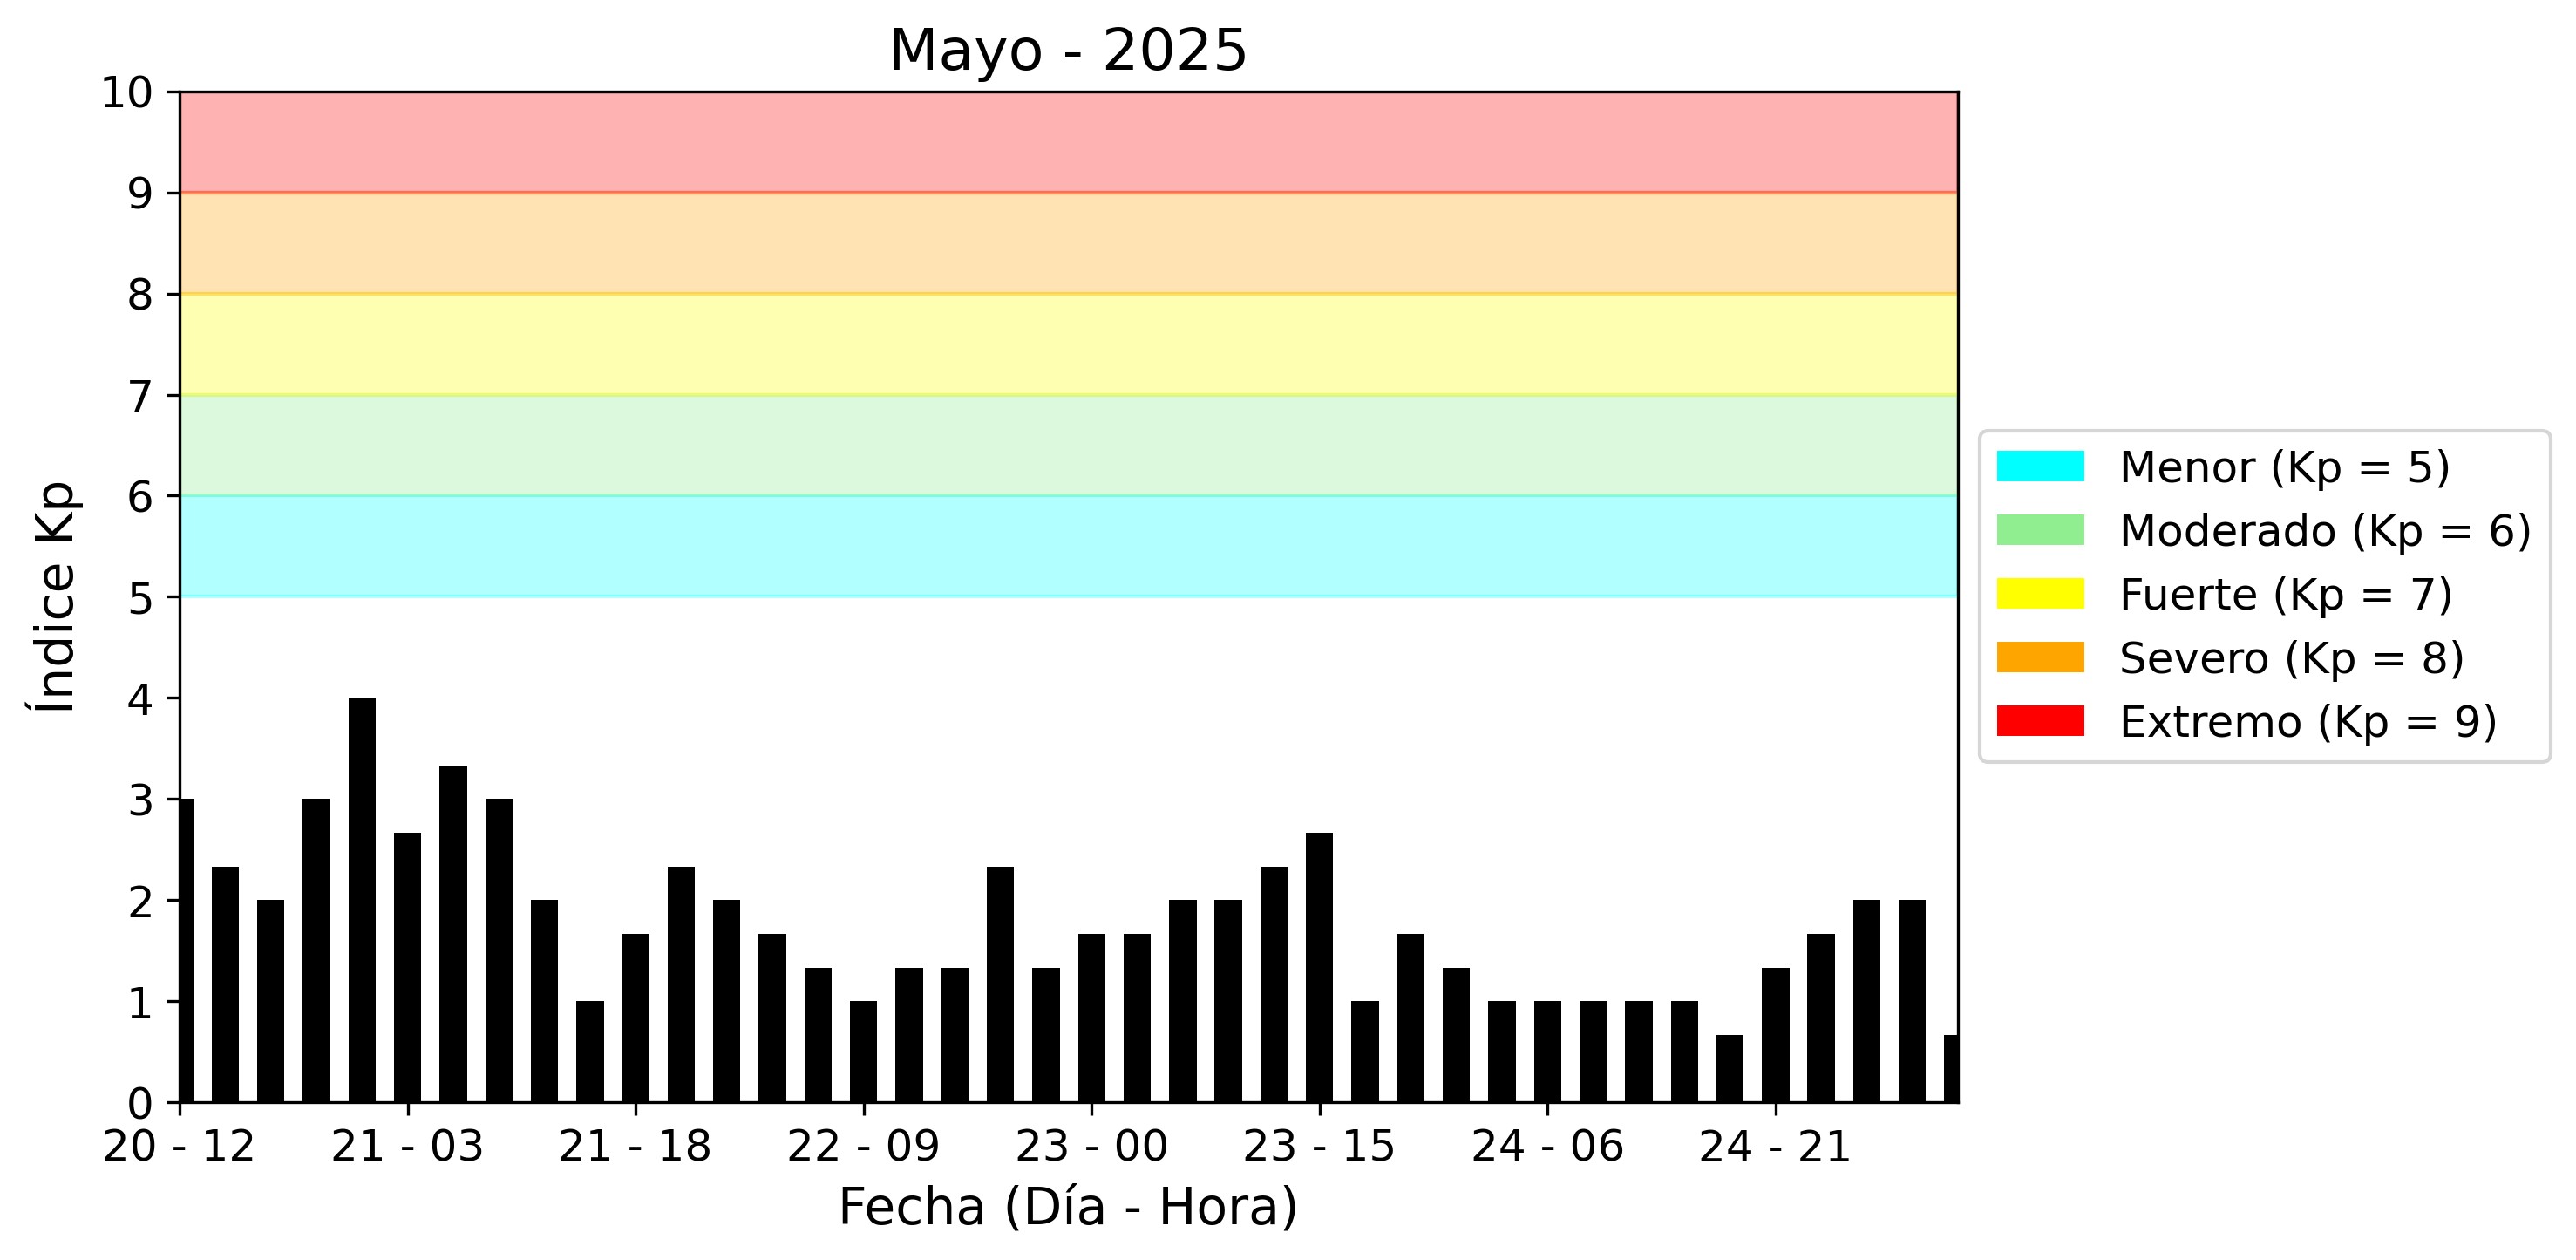 Mayo - 2025
10
9
8
7
6
5
4
3
2
1
0
Índice Kp
20 - 12 21 - 03 21 - 18 22 - 09 23 - 00 23 - 15 24 - 06 24 - 21
Fecha (Día - Hora)
Menor (Kp = 5)
Moderado (Kp = 6)
Fuerte (Kp = 7)
Severo (Kp = 8)
Extremo (Kp = 9)